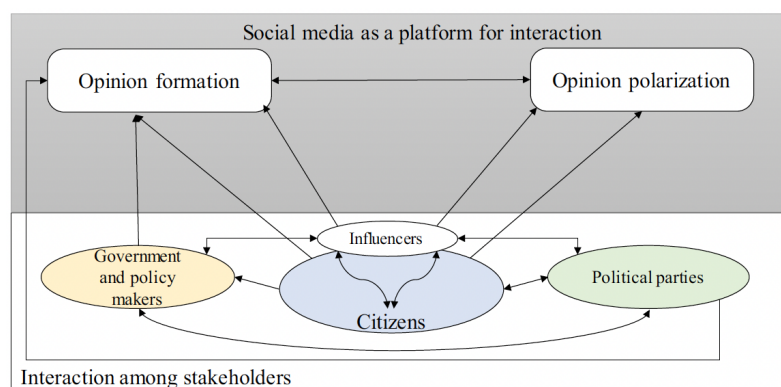 Social media as a platform for interaction
Opinion formation
Opinion polarization
Influencers
Government
and policy
makers
Political parties
Citizens
Interaction among stakeholders